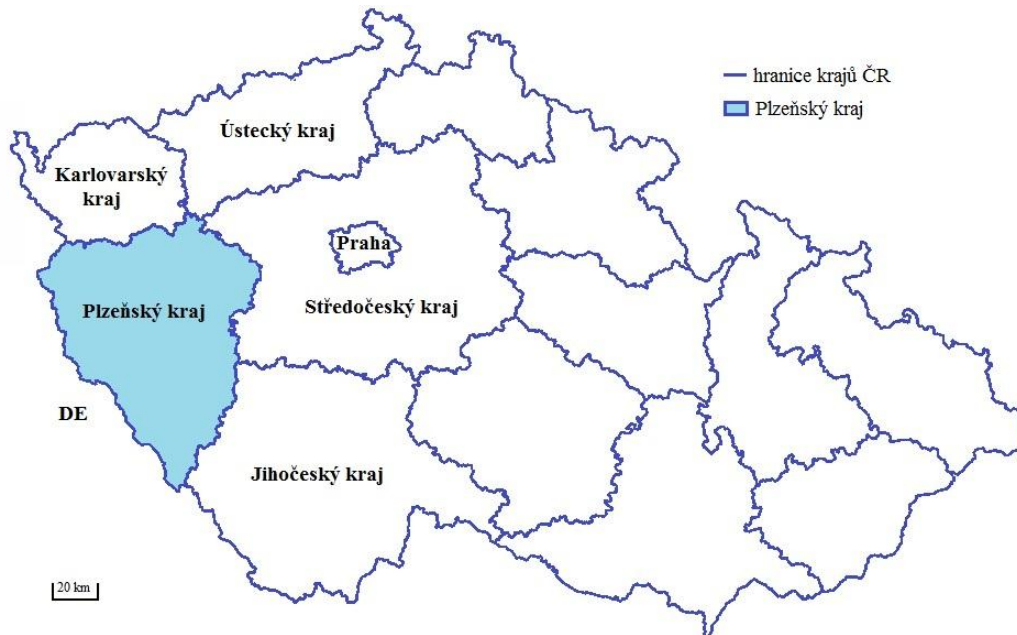 hranice krajů ČR
Plzeňský kraj
Ústecký kraj
Karlovarský
kraj
Praha
Plzeňský kraj
Středočeský kraj
DE
Jihočeský kraj
20 km